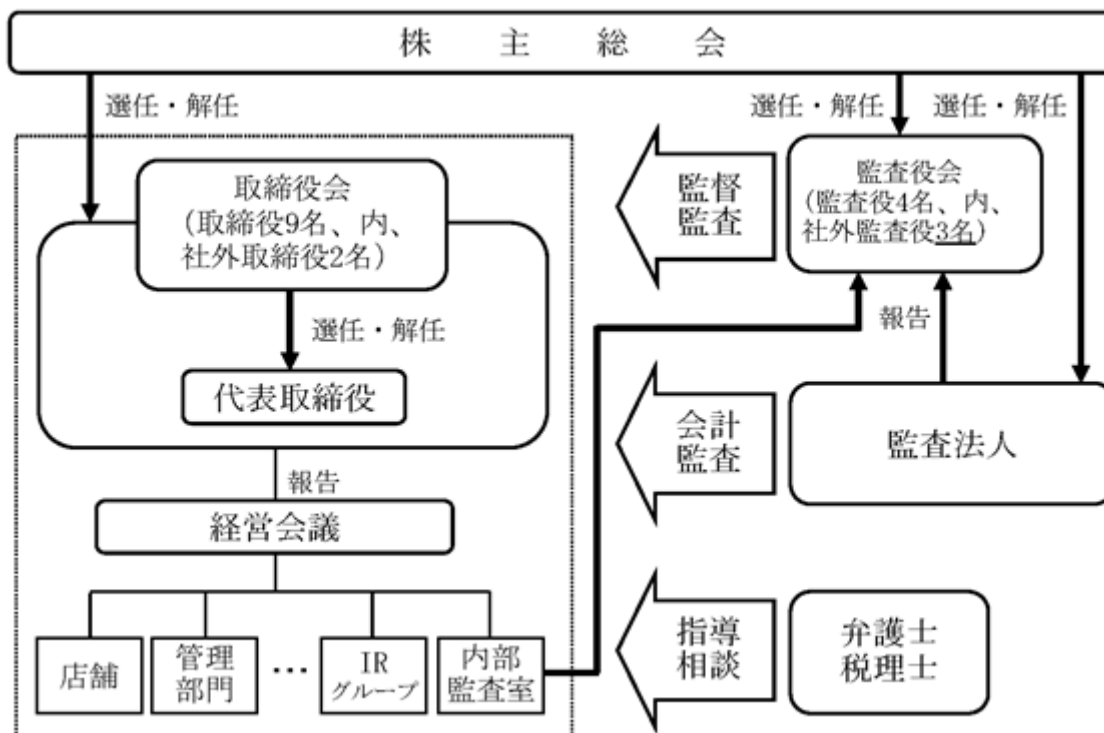 株主総会
選任・解任
選任・解任
選任・解任
取締役会
（取締役9名、内、
社外取締役2名）
選任・解任
代表取締役
報告
経営会議
店舗
管理
部門
…
IR
グループ
内部
監査室
監督
監査
監査役会
（監査役4名、内、
社外監査役3名）
報告
会計
監査
監査法人
指導
相談
弁護士
税理士